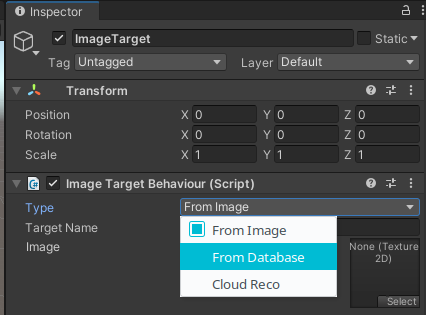 Inspector
ImageTarget Static
Tag Untagged Layer Default
Transform
Position X 0 Y 0 Z 0
Rotation X 0 Y 0 Z 0
Scale X 1 Y 1 Z 1
Image Target Behaviour (Script)
Type From Image
Target Name
From Image
Image
None (Texture 2D)
From Database
Cloud Reco
Select